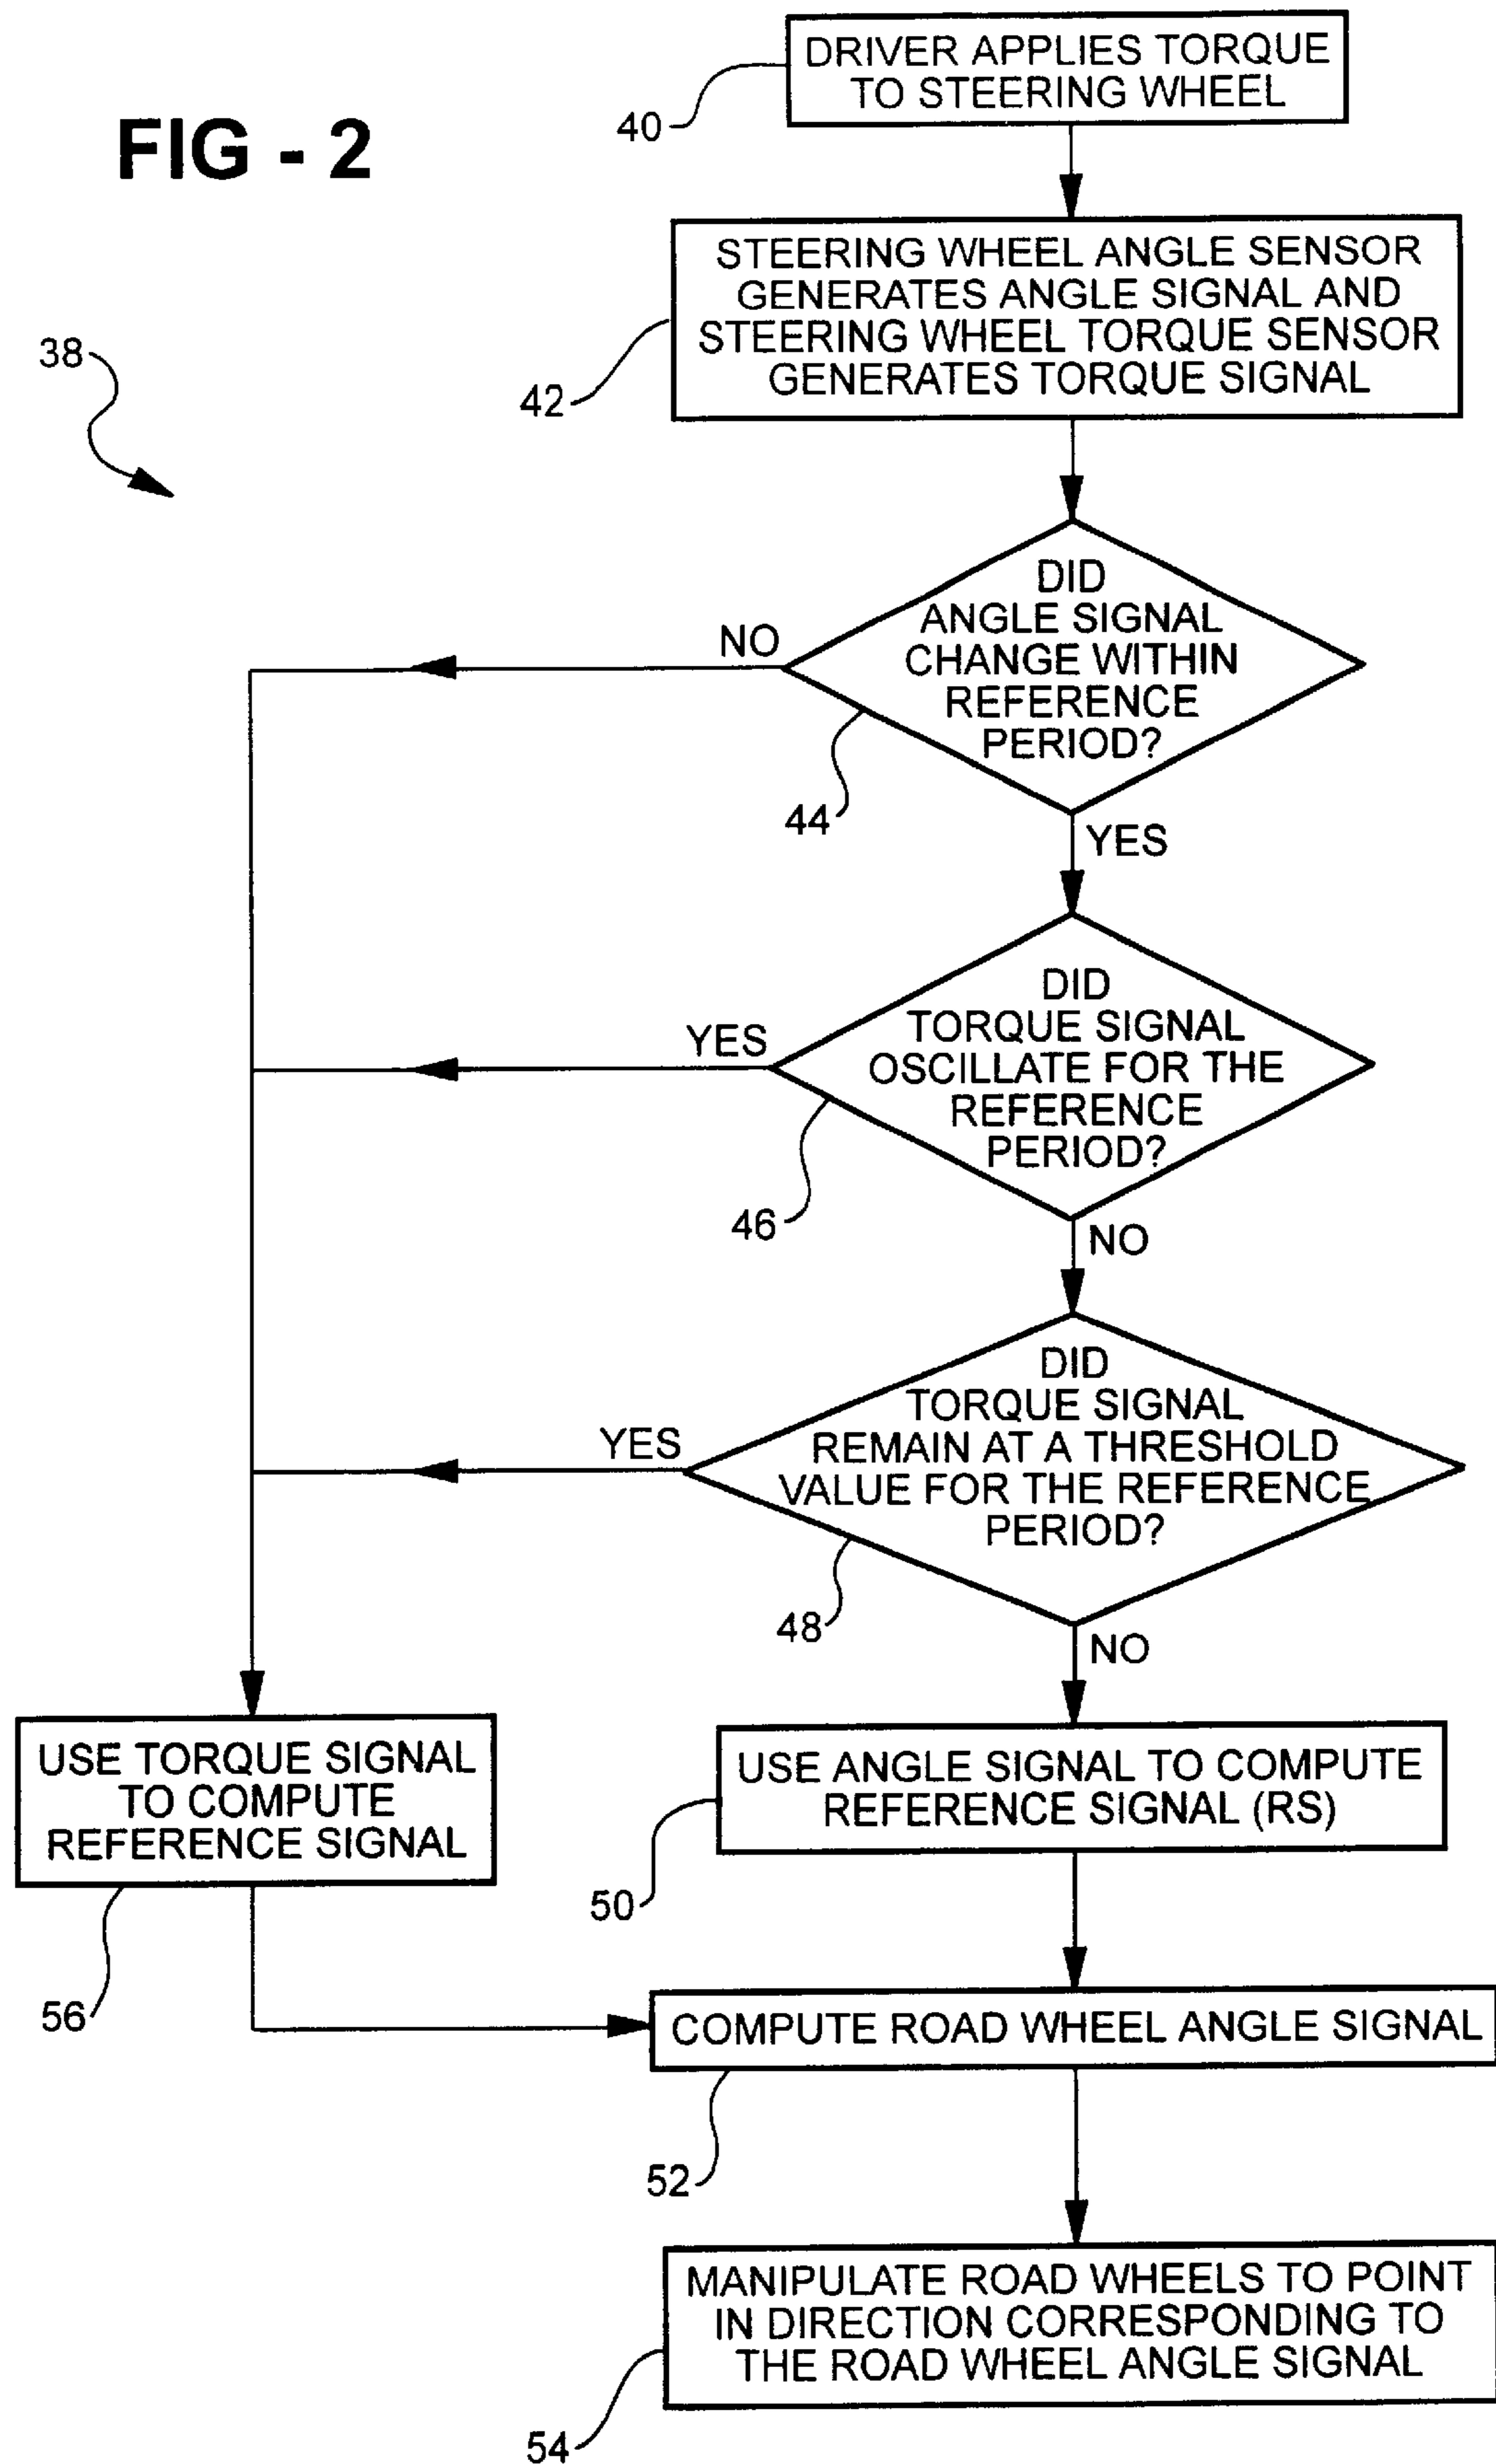 FIG - 2
DRIVER APPLIES TORQUE
TO STEERING WHEEL
40
STEERING WHEEL ANGLE SENSOR
GENERATES ANGLE SIGNAL AND
STEERING WHEEL TORQUE SENSOR
GENERATES TORQUE SIGNAL
42
38
DID
ANGLE SIGNAL
CHANGE WITHIN
REFERENCE
PERIOD?
NO
44
YES
DID
TORQUE SIGNAL
OSCILLATE FOR THE
REFERENCE
PERIOD?
YES
46
NO
DID
TORQUE SIGNAL
REMAIN AT A THRESHOLD
VALUE FOR THE REFERENCE
PERIOD?
YES
48
NO
USE TORQUE SIGNAL
TO COMPUTE
REFERENCE SIGNAL
56
USE ANGLE SIGNAL TO COMPUTE
REFERENCE SIGNAL (RS)
50
COMPUTE ROAD WHEEL ANGLE SIGNAL
52
MANIPULATE ROAD WHEELS TO POINT
IN DIRECTION CORRESPONDING TO
THE ROAD WHEEL ANGLE SIGNAL
54